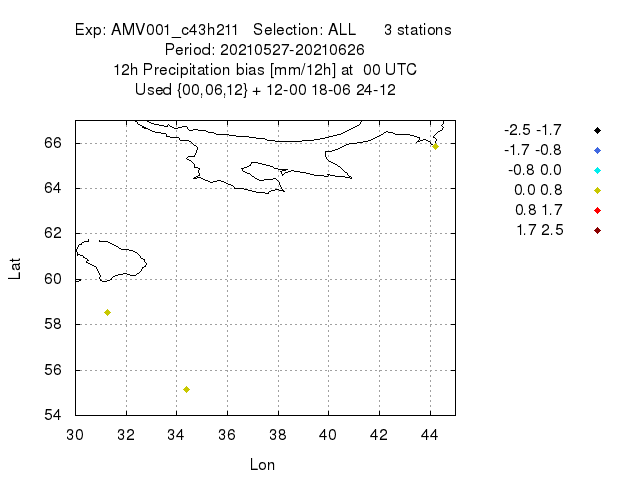 Exp: AMV001_c43h211 Selection: ALL 3 stations
Period: 20210527-20210626
12h Precipitation bias [mm/12h] at 00 UTC
Used {00,06,12} + 12-00 18-06 24-12
-2.5 -1.7
-1.7 -0.8
-0.8 0.0
0.0 0.8
0.8 1.7
1.7 2.5
66
64
62
60
58
56
54
Lat
30 32 34 36 38 40 42 44
Lon